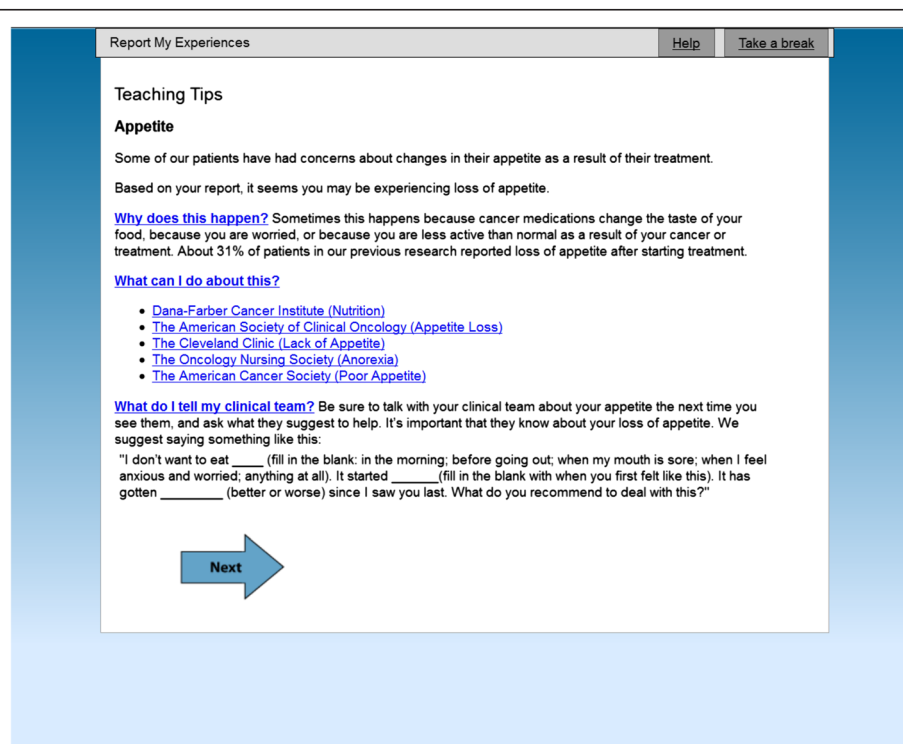 Report My Experiences
Help
Take a break
Teaching Tips
Appetite
Some of our patients have had concerns about changes in their appetite as a result of their treatment.
Based on your report, it seems you may be experiencing loss of appetite.
Why does this happen? Sometimes this happens because cancer medications change the taste of your
food, because you are worried, or because you are less active than normal as a result of your cancer or
treatment. About 31% of patients in our previous research reported loss of appetite after starting treatment.
What can I do about this?
• Dana-Farber Cancer Institute (Nutrition)
• The American Society of Clinical Oncology (Appetite Loss)
• The Cleveland Clinic (Lack of Appetite)
• The Oncology Nursing Society (Anorexia)
• The American Cancer Society (Poor Appetite)
What do I tell my clinical team? Be sure to talk with your clinical team about your appetite the next time you
see them, and ask what they suggest to help. It's important that they know about your loss of appetite. We
suggest saying something like this:
"I don't want to eat _____ (fill in the blank: in the morning; before going out; when my mouth is sore; when I feel
anxious and worried; anything at all). It started _______(fill in the blank with when you first felt like this). It has
gotten _________ (better or worse) since I saw you last. What do you recommend to deal with this?"
Next